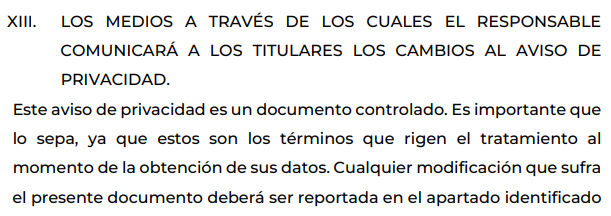 XIII. LOS MEDIOS A TRAVÉS DE LOS CUALES EL RESPONSABLE
COMUNICARÁ A LOS TITULARES LOS CAMBIOS AL AVISO DE
PRIVACIDAD.
Este aviso de privacidad es un documento controlado. Es importante que
lo sepa, ya que estos son los términos que rigen el tratamiento al
momento de la obtención de sus datos. Cualquier modificación que sufra
el presente documento deberá ser reportada en el apartado identificado